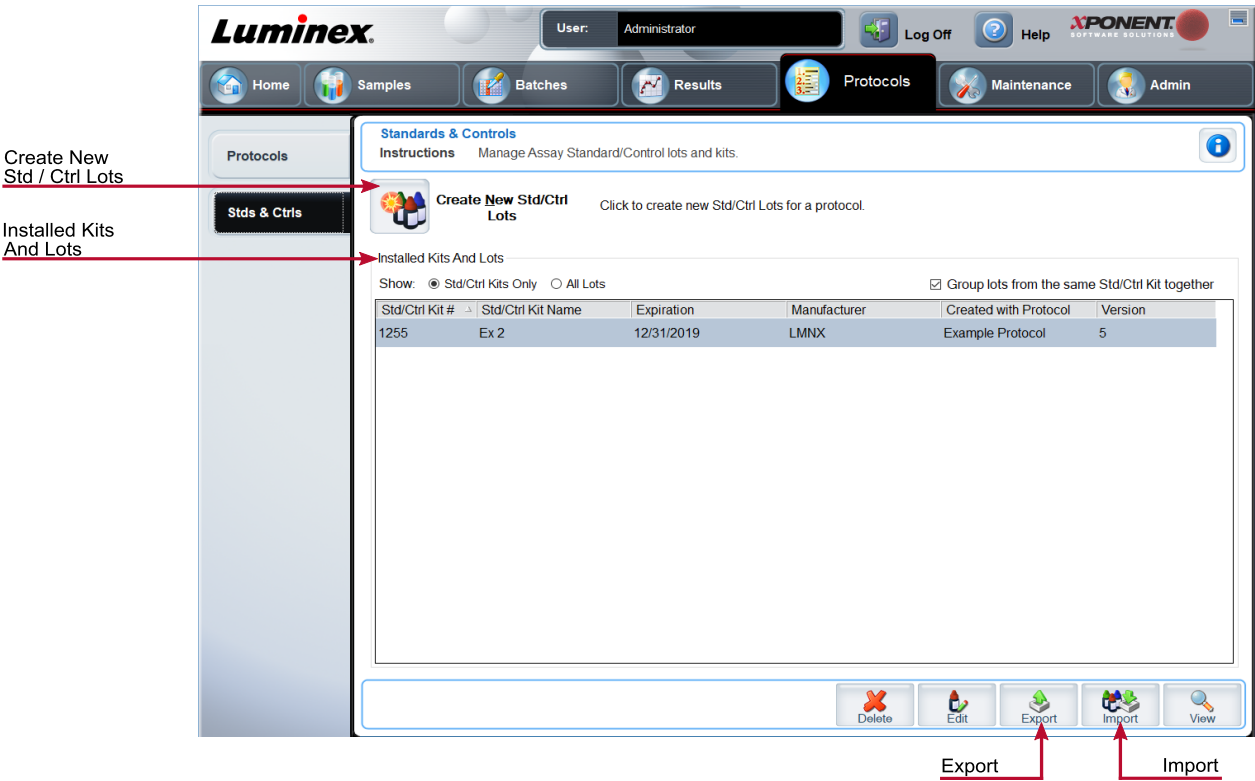 Luminex.
User: Administrator
Log Off
Help
XPONENT.
SOFTWARE SOLUTIONS
Home
Samples
Batches
Results
Protocols
Maintenance
Admin
Create New
Std / Ctrl Lots
Installed Kits
And Lots
Protocols
Stds & Ctrls
Standards & Controls
Instructions Manage Assay Standard/Control lots and kits.
Create New Std/Ctrl
Lots
Click to create new Std/Ctrl Lots for a protocol.
Installed Kits And Lots
Show: Std/Ctrl Kits Only All Lots
Group lots from the same Std/Ctrl Kit together
Std/Ctrl Kit # Std/Ctrl Kit Name Expiration Manufacturer Created with Protocol Version
1255 Ex 2 12/31/2019 LMNX Example Protocol 5
Delete
Edit
Export
Import
View
Export
Import